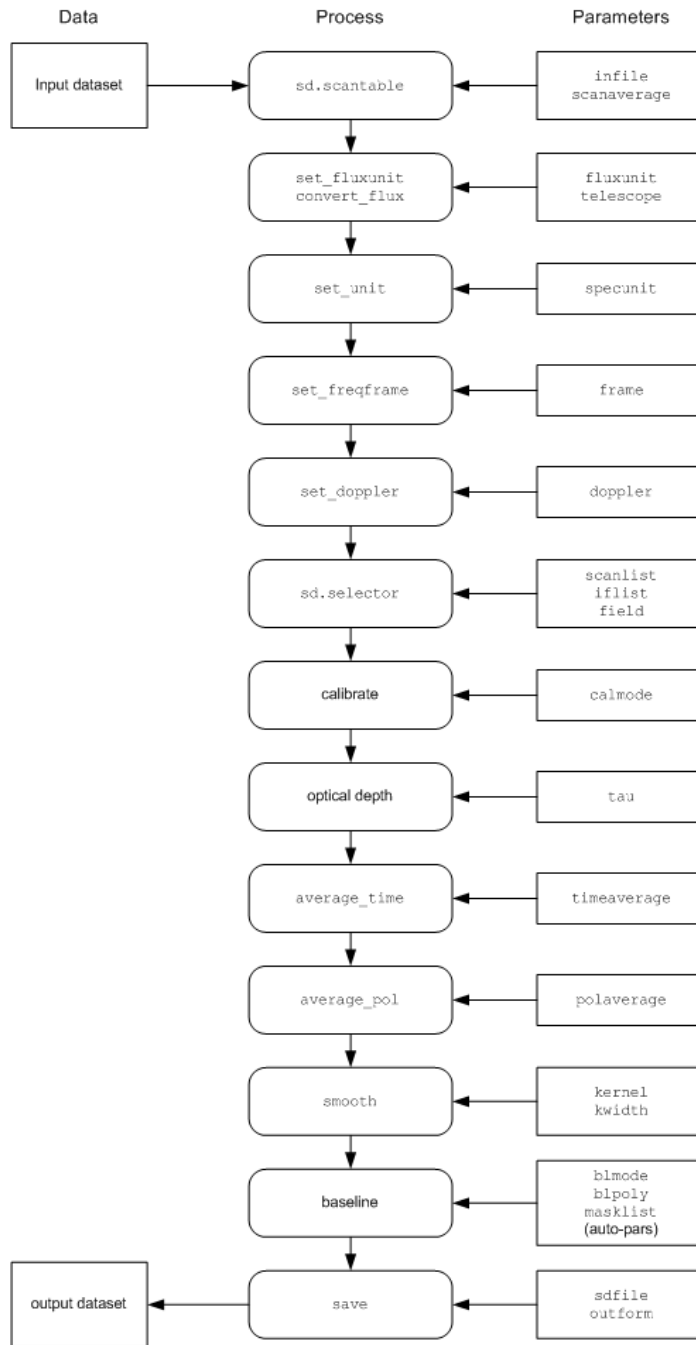 Data
Process
Parameters
Input dataset
sd.scantable
infile
scanaverage
set_fluxunit
convert_flux
fluxunit
telescope
set_unit
specunit
set_freqframe
frame
set_doppler
doppler
sd.selector
scanlist
iflist
field
calibrate
calmode
optical depth
tau
average_time
timeaverage
average_pol
polaverage
smooth
kernel
kwidth
baseline
blmode
blpoly
masklist
(auto-pars)
output dataset
save
sdfile
outform